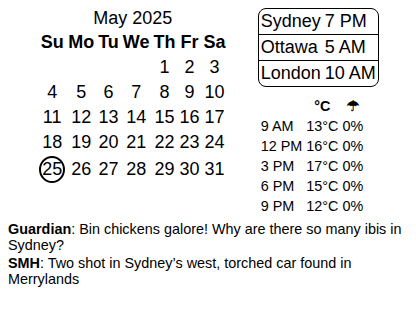 May 2025
Su Mo Tu We Th Fr Sa
1 2 3
4 5 6 7 8 9 10
11 12 13 14 15 16 17
18 19 20 21 22 23 24
25 26 27 28 29 30 31
Sydney 7 PM
Ottawa 5 AM
London 10 AM
°C ☂
9 AM 13°C 0%
12 PM 16°C 0%
3 PM 17°C 0%
6 PM 15°C 0%
9 PM 12°C 0%
Guardian: Bin chickens galore! Why are there so many ibis in
Sydney?
SMH: Two shot in Sydney’s west, torched car found in
Merrylands